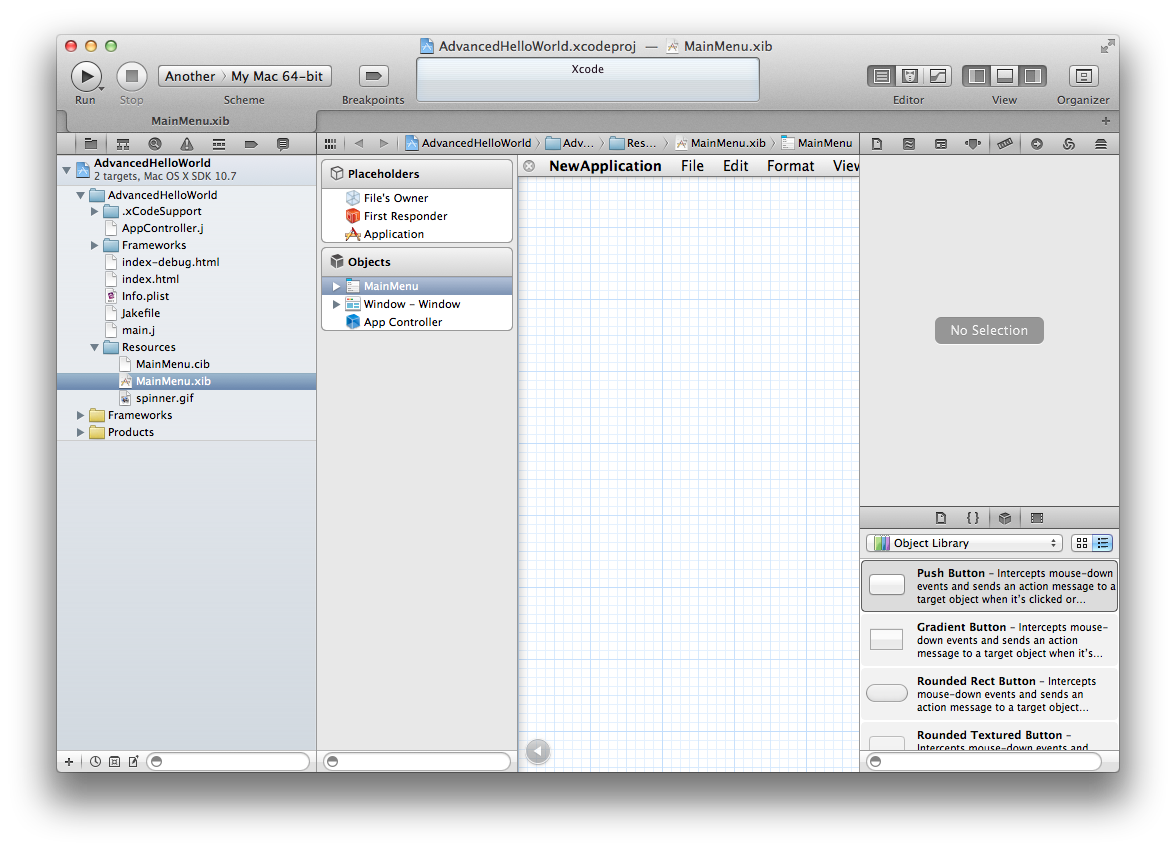 AdvancedHelloWorld.xcodeproj — MainMenu.xib
Another 〉 My Mac 64-bit
Xcode
Run
Stop
Scheme
Breakpoints
Editor
View
Organizer
MainMenu.xib
+
AdvancedHelloWorld
2 targets, Mac OS X SDK 10.7
AdvancedHelloWorld
.xCodeSupport
AppController.j
Frameworks
index-debug.html
index.html
Info.plist
Jakefile
main.j
Resources
MainMenu.cib
MainMenu.xib
spinner.gif
Frameworks
Products
AdvancedHelloWorld 〉 Adv... 〉 Res... 〉 MainMenu.xib 〉 MainMenu
Placeholders
File's Owner
First Responder
Application
Objects
MainMenu
Window – Window
App Controller
NewApplication File Edit Format View
No Selection
{ }
Object Library
Push Button – Intercepts mouse-down
events and sends an action message to a
target object when it's clicked or...
Gradient Button – Intercepts mouse-
down events and sends an action
message to a target object when it's...
Rounded Rect Button – Intercepts
mouse-down events and sends an
action message to a target object...
Rounded Textured Button –
Intercepts mouse-down events and